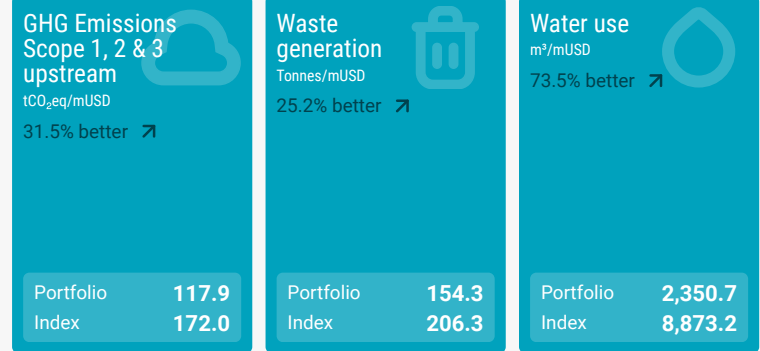 GHG Emissions
Scope 1, 2 & 3
upstream
tCO₂eq/mUSD
31.5% better
Portfolio 117.9
Index 172.0
Waste
generation
Tonnes/mUSD
25.2% better
Portfolio 154.3
Index 206.3
Water use
m³/mUSD
73.5% better
Portfolio 2,350.7
Index 8,873.2